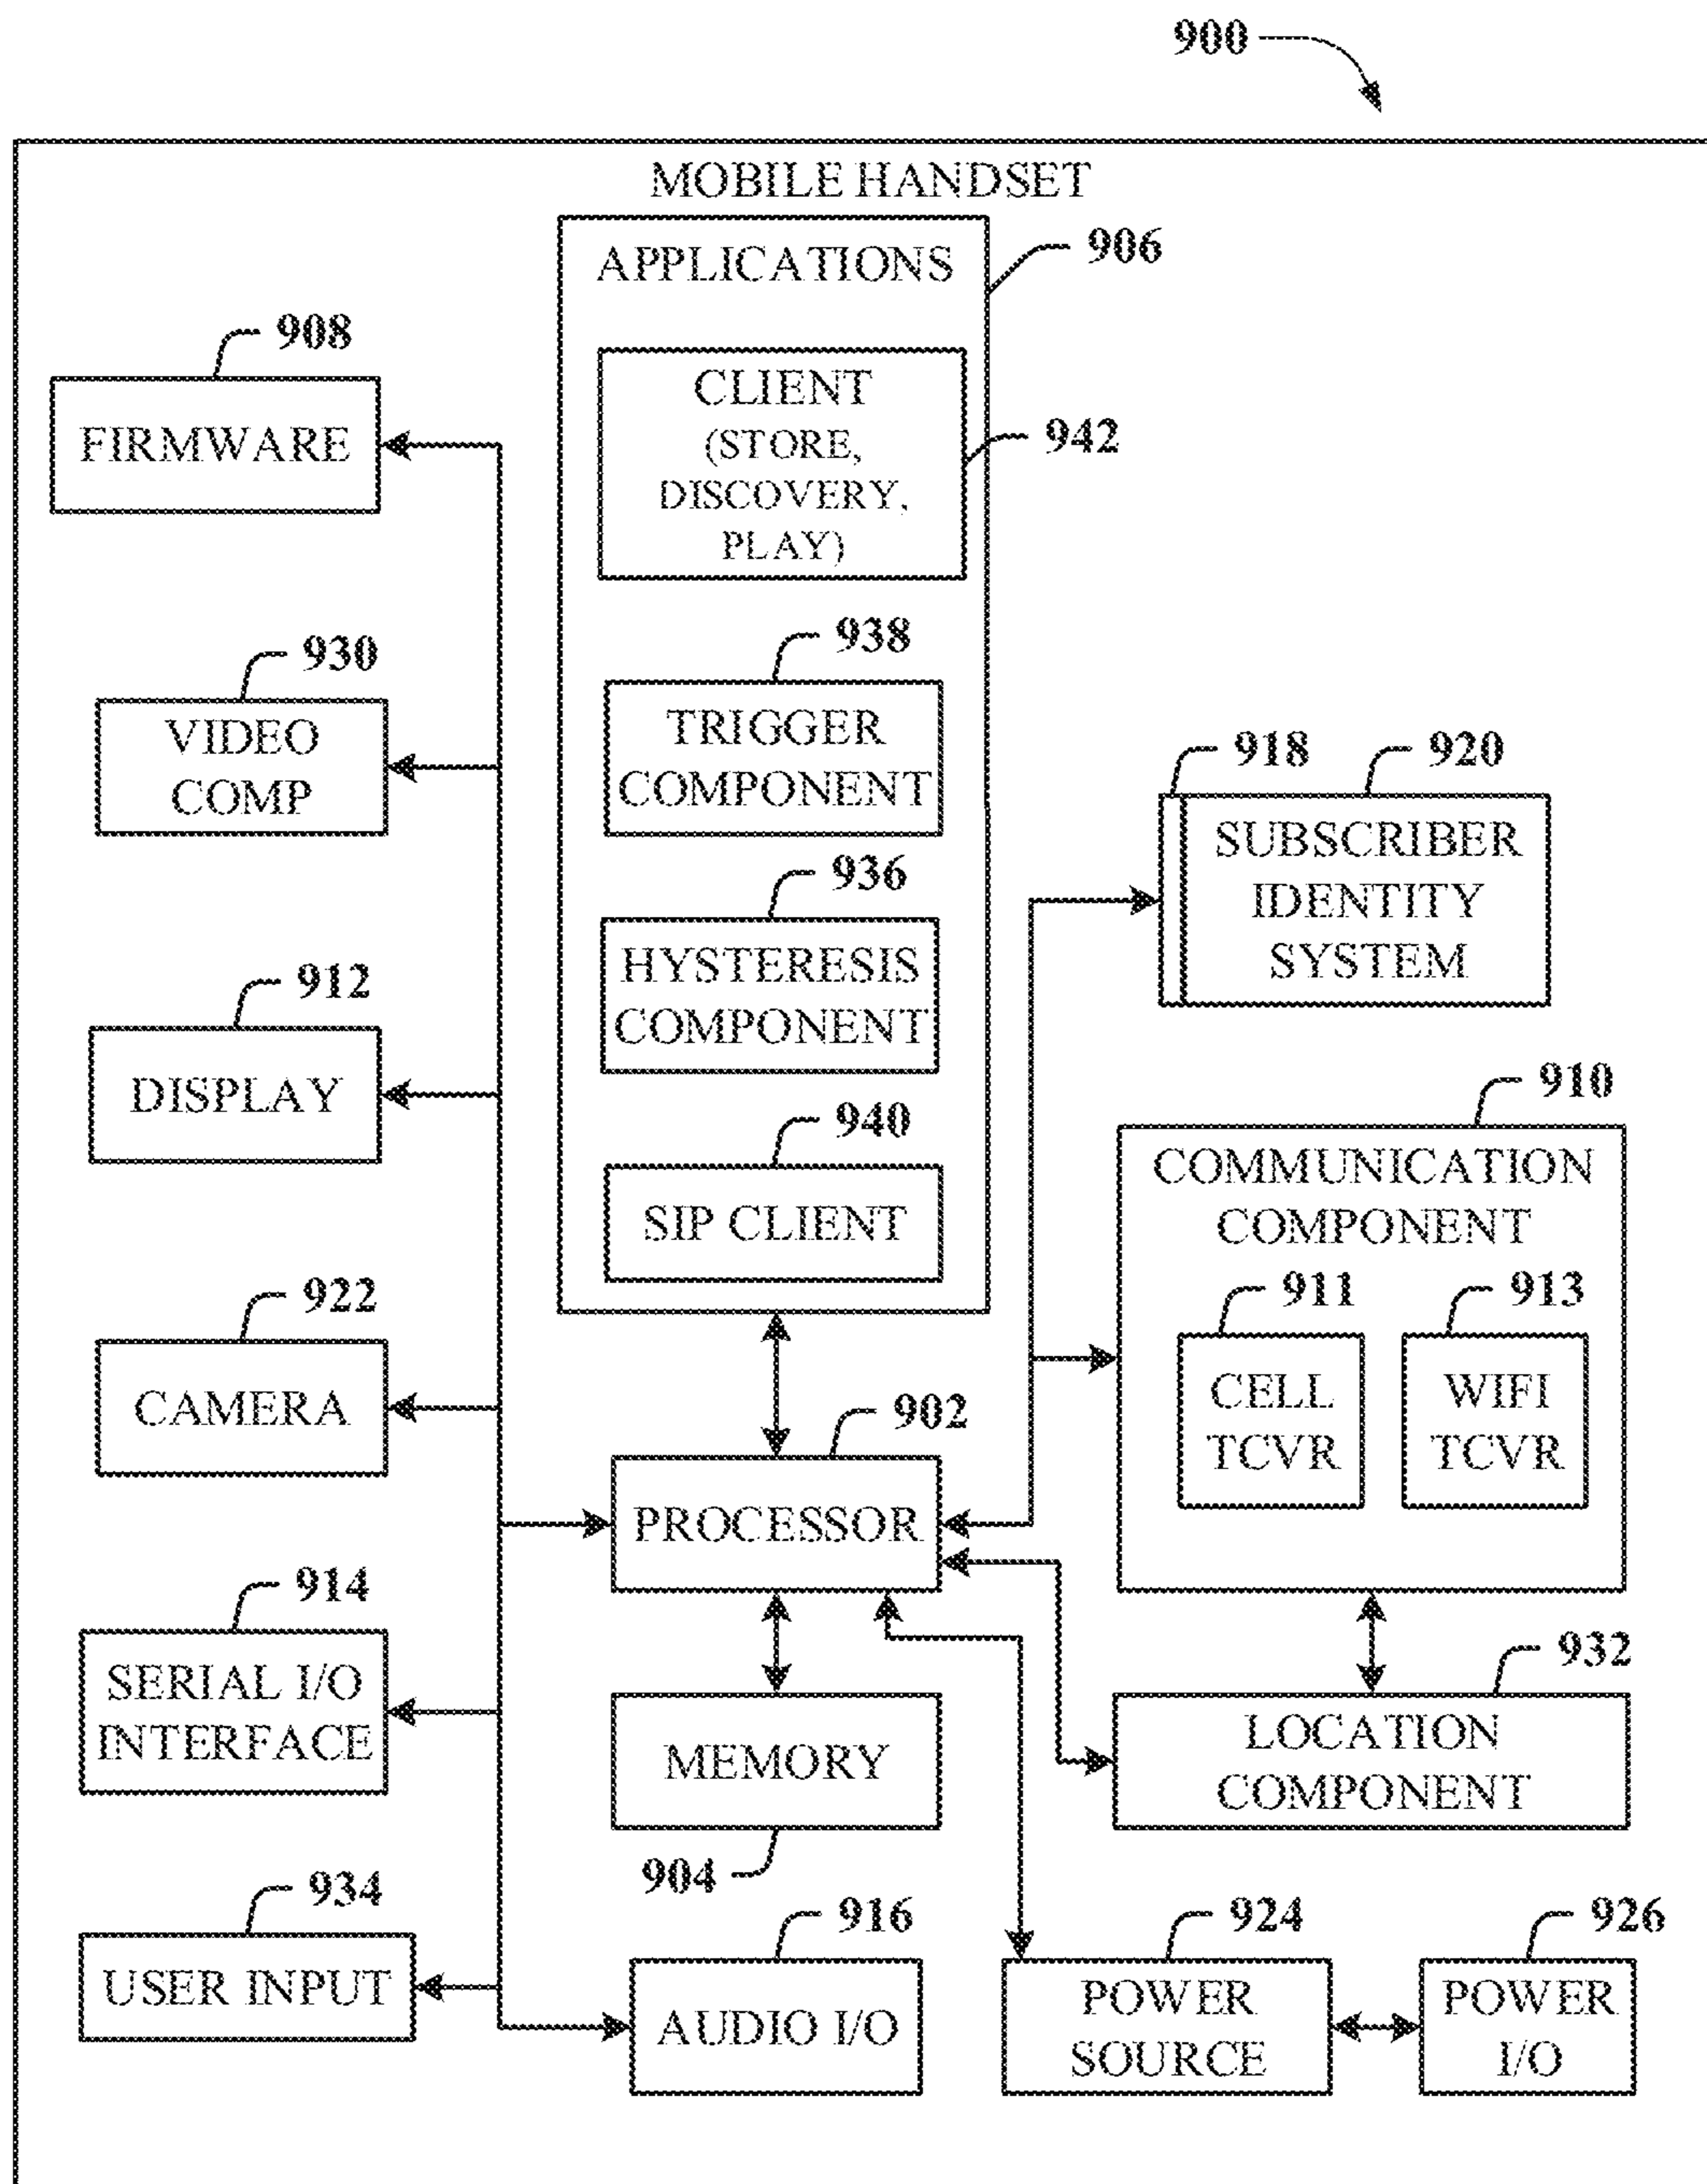 900
MOBILE HANDSET
APPLICATIONS
906
CLIENT
(STORE,
DISCOVERY,
PLAY)
942
938
TRIGGER
COMPONENT
936
HYSTERESIS
COMPONENT
940
SIP CLIENT
908
FIRMWARE
930
VIDEO
COMP
912
DISPLAY
922
CAMERA
914
SERIAL I/O
INTERFACE
934
USER INPUT
902
PROCESSOR
MEMORY
904
916
AUDIO I/O
918
920
SUBSCRIBER
IDENTITY
SYSTEM
910
COMMUNICATION
COMPONENT
911
CELL
TCVR
913
WIFI
TCVR
932
LOCATION
COMPONENT
924
POWER
SOURCE
926
POWER
I/O